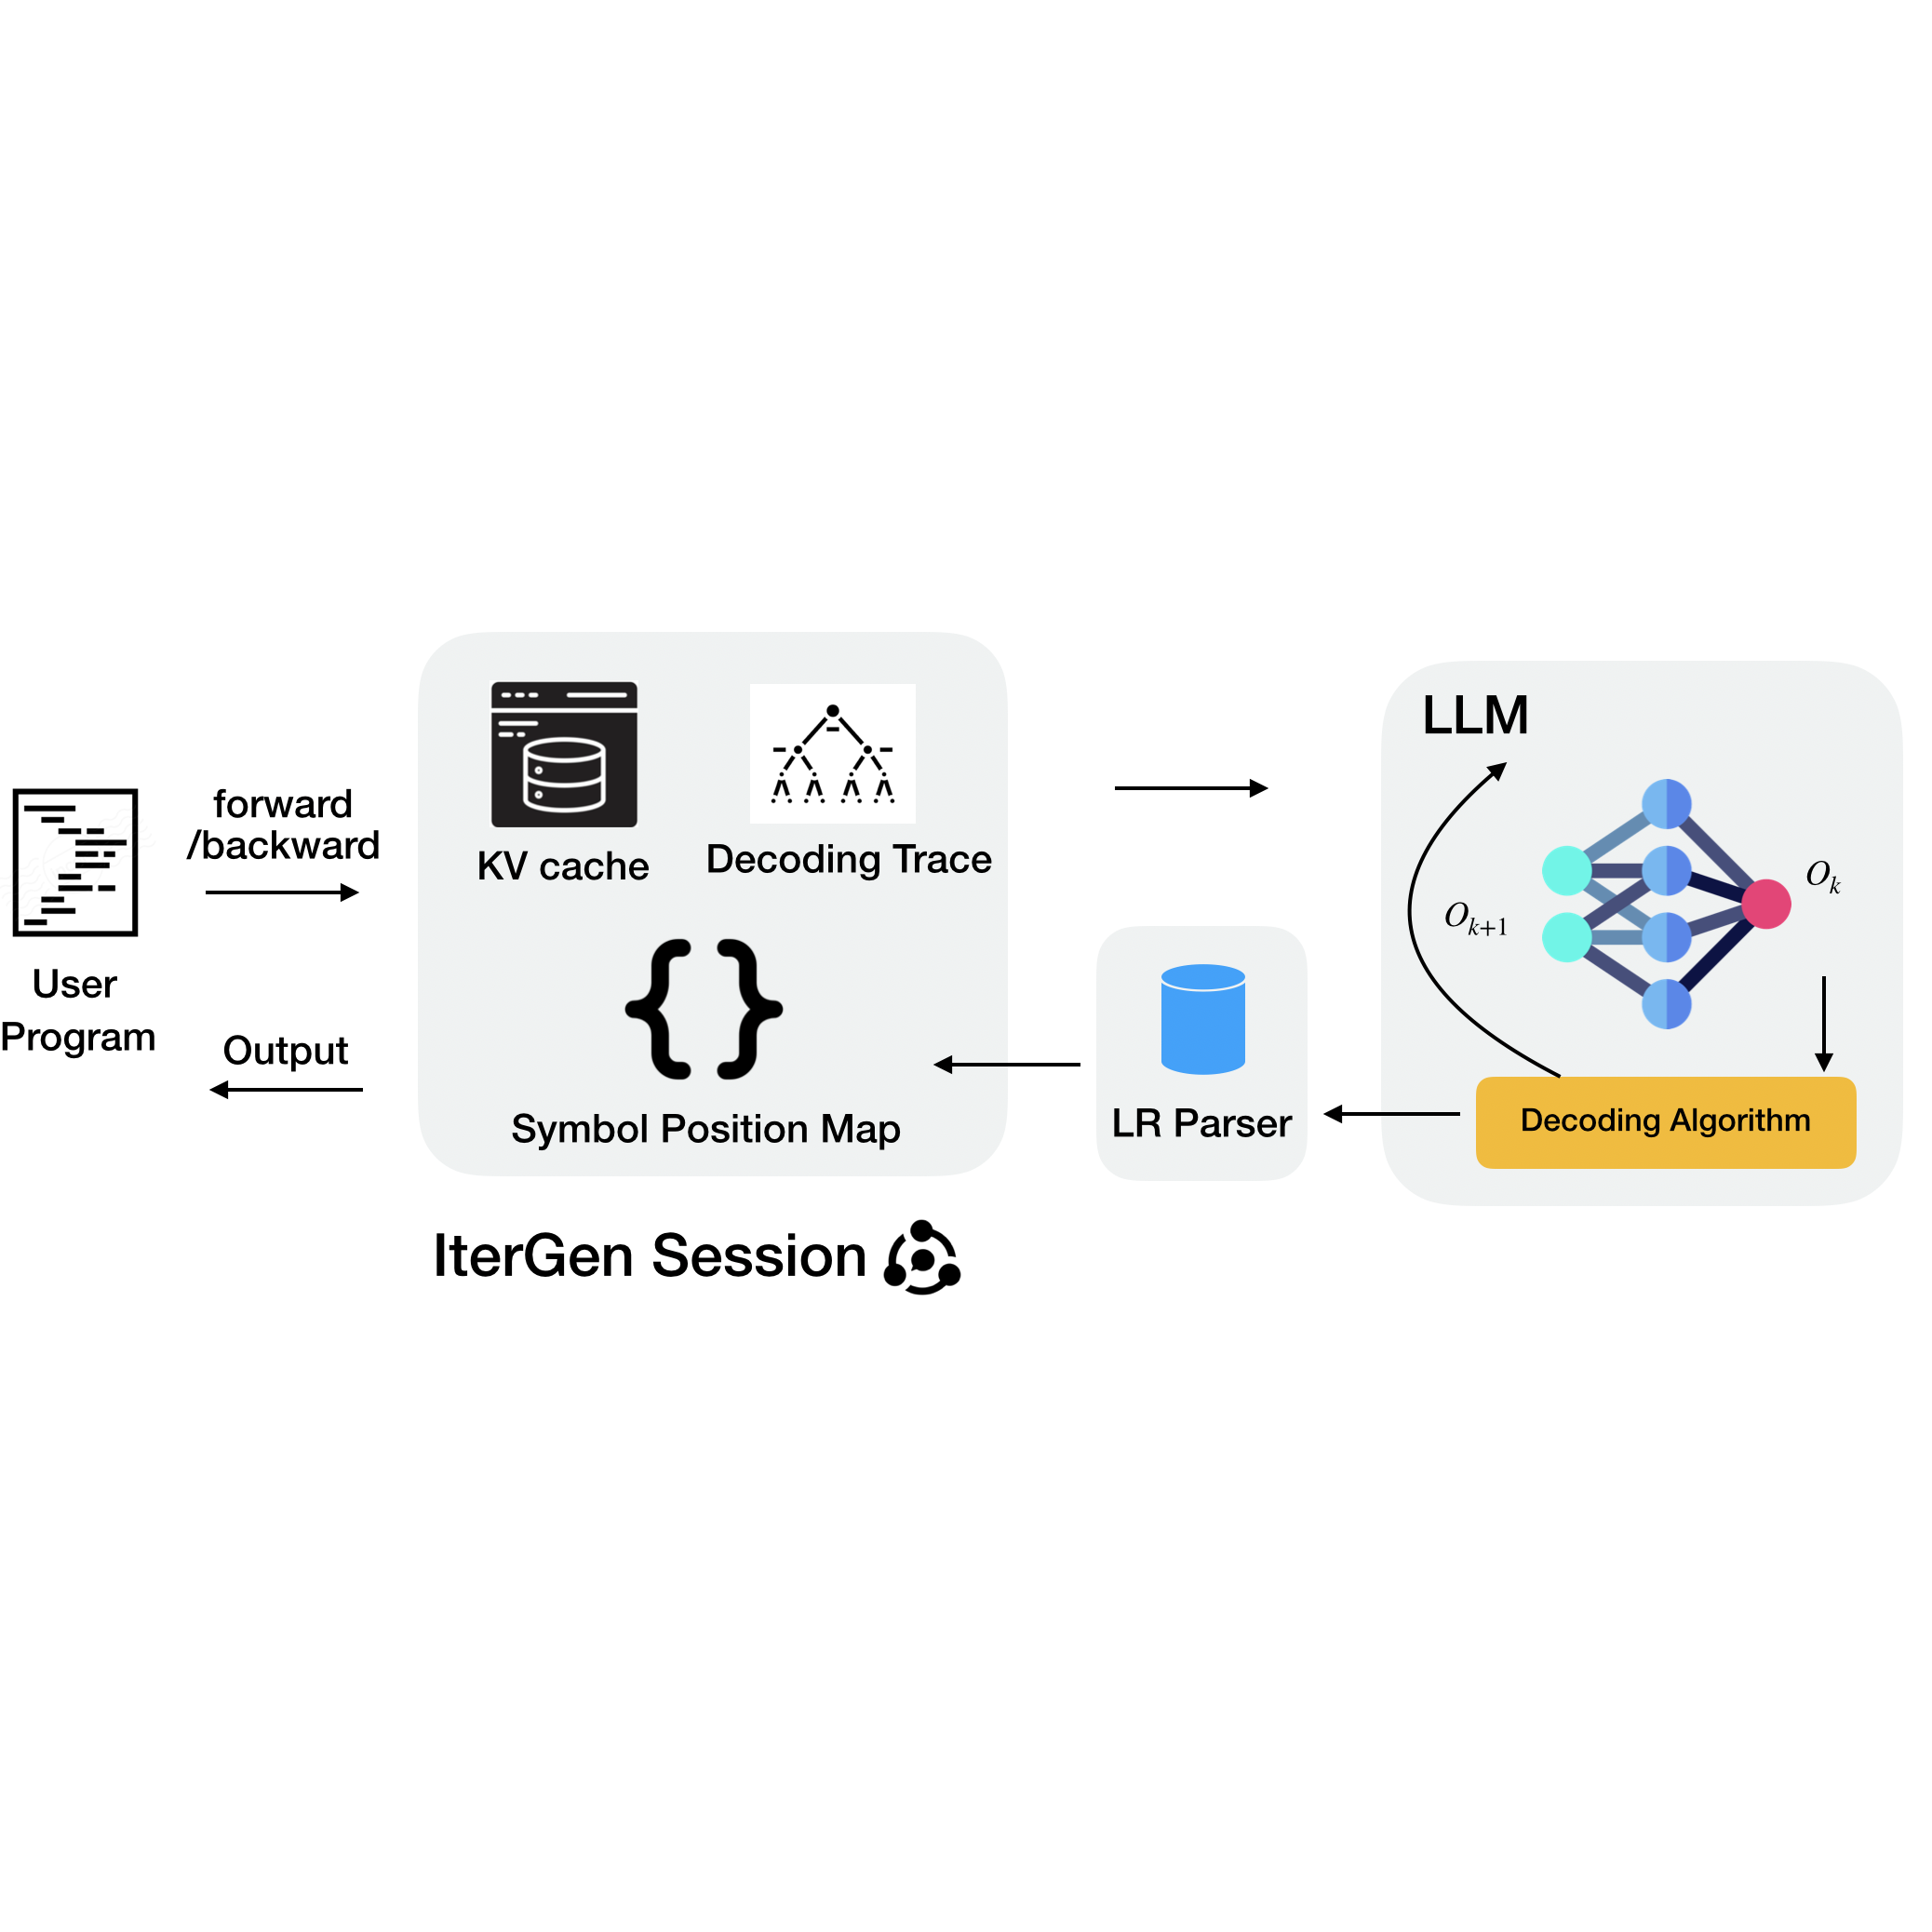 forward
/backward
User
Program
Output
KV cache
Decoding Trace
Symbol Position Map
IterGen Session
LR Parser
LLM
O_{k+1}
O_k
Decoding Algorithm